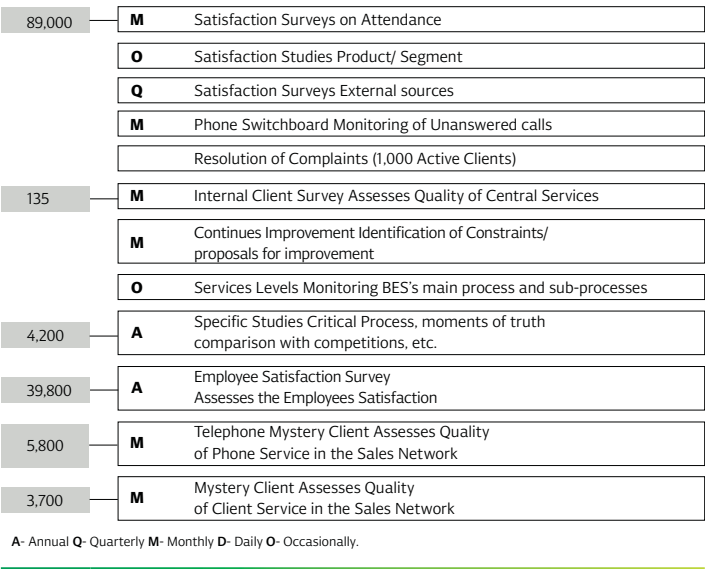 89,000 M Satisfaction Surveys on Attendance
O Satisfaction Studies Product/ Segment
Q Satisfaction Surveys External sources
M Phone Switchboard Monitoring of Unanswered calls
Resolution of Complaints (1,000 Active Clients)
135 M Internal Client Survey Assesses Quality of Central Services
M Continues Improvement Identification of Constraints/
proposals for improvement
O Services Levels Monitoring BES's main process and sub-processes
4,200 A Specific Studies Critical Process, moments of truth
comparison with competitions, etc.
39,800 A Employee Satisfaction Survey
Assesses the Employees Satisfaction
5,800 M Telephone Mystery Client Assesses Quality
of Phone Service in the Sales Network
3,700 M Mystery Client Assesses Quality
of Client Service in the Sales Network
A- Annual Q- Quarterly M- Monthly D- Daily O- Occasionally.